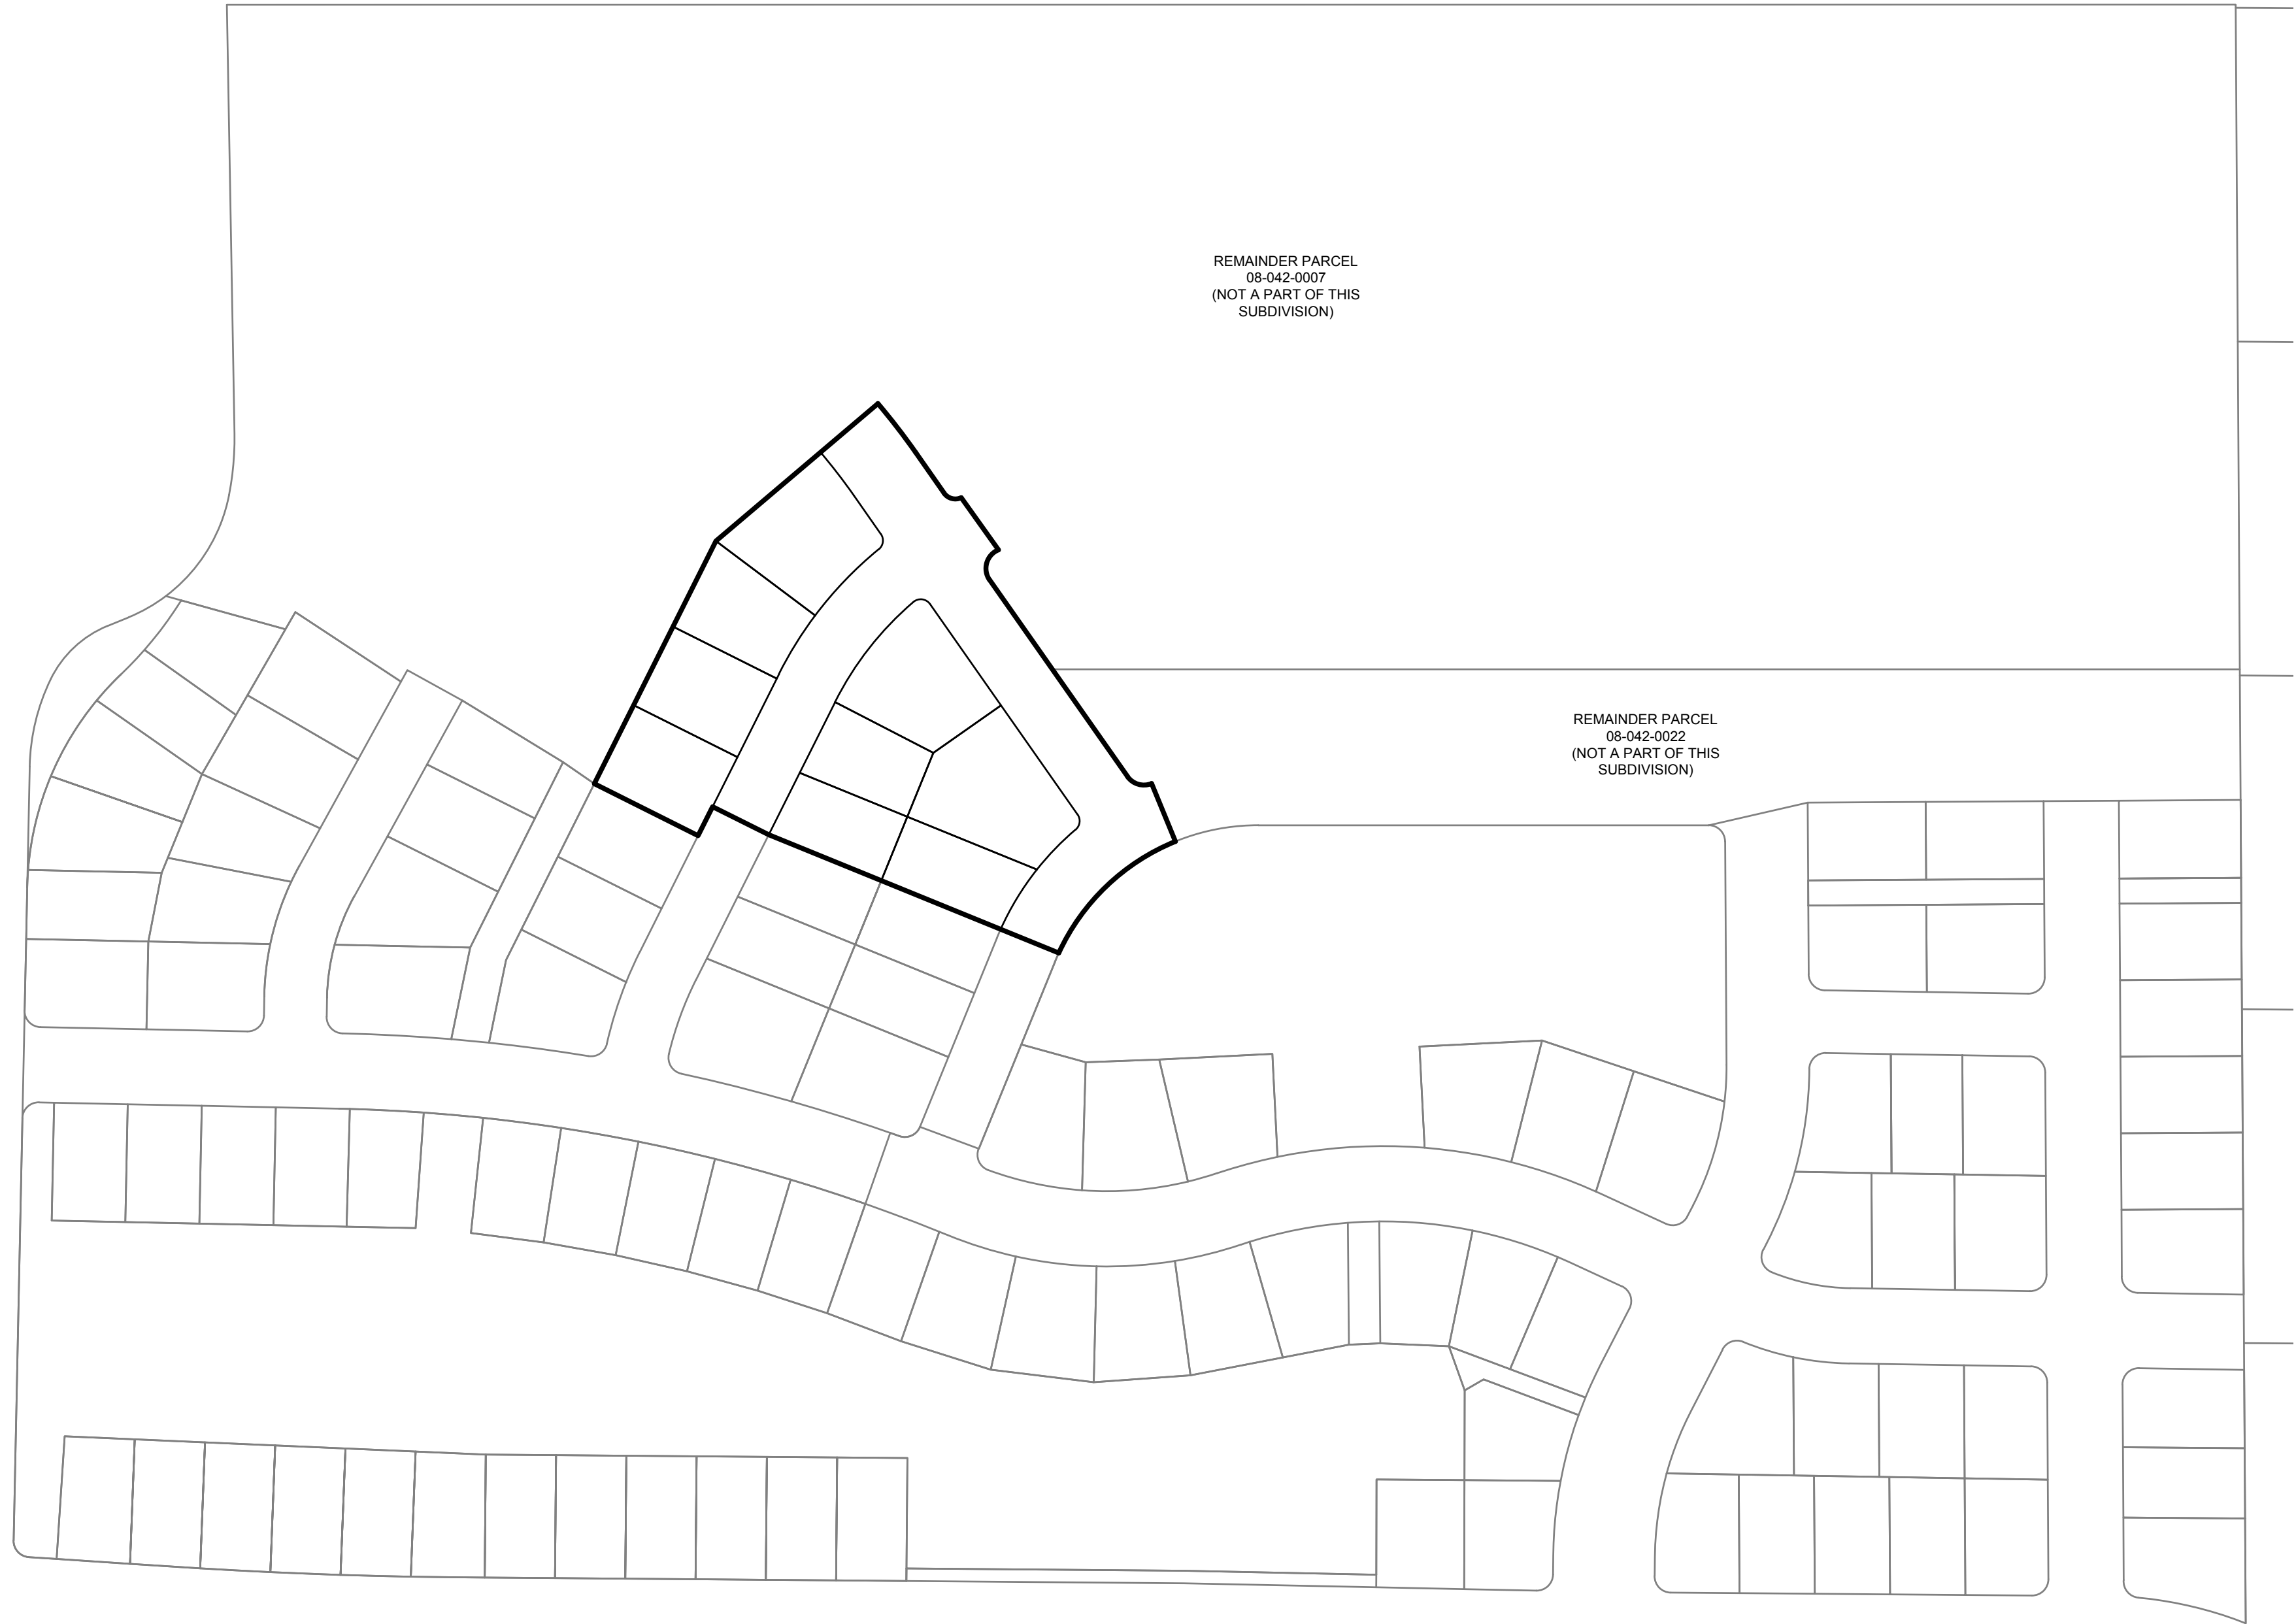 REMAINDER PARCEL
08-042-0007
(NOT A PART OF THIS
SUBDIVISION)
REMAINDER PARCEL
08-042-0022
(NOT A PART OF THIS
SUBDIVISION)